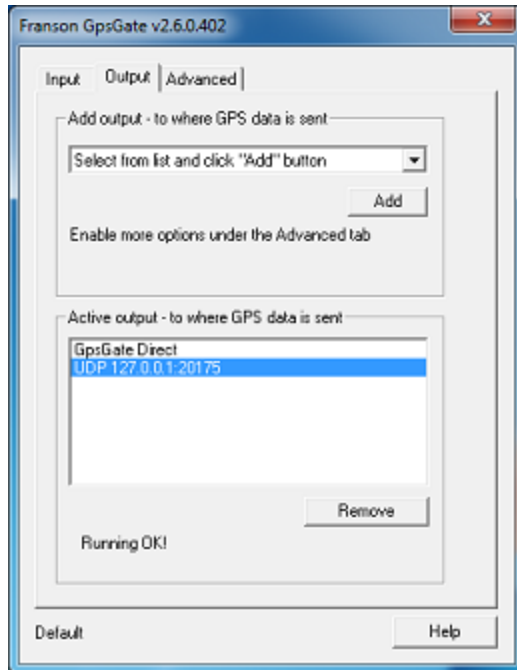 Franson GpsGate v2.6.0.402
Input Output Advanced
Add output - to where GPS data is sent
Select from list and click "Add" button
Add
Enable more options under the Advanced tab
Active output - to where GPS data is sent
GpsGate Direct
UDP 127.0.0.1:20175
Remove
Running OK!
Default
Help